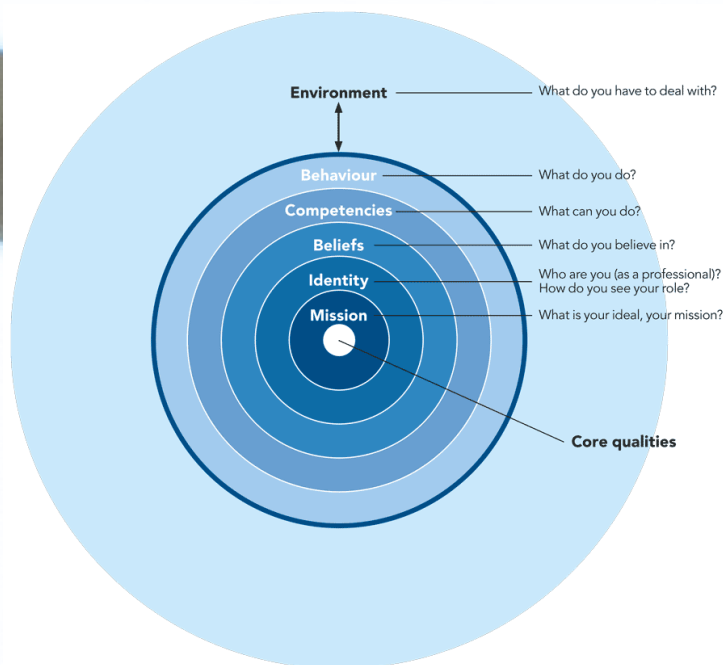 Environment
What do you have to deal with?
Behaviour
What do you do?
Competencies
What can you do?
Beliefs
What do you believe in?
Identity
Who are you (as a professional)?
How do you see your role?
Mission
What is your ideal, your mission?
Core qualities